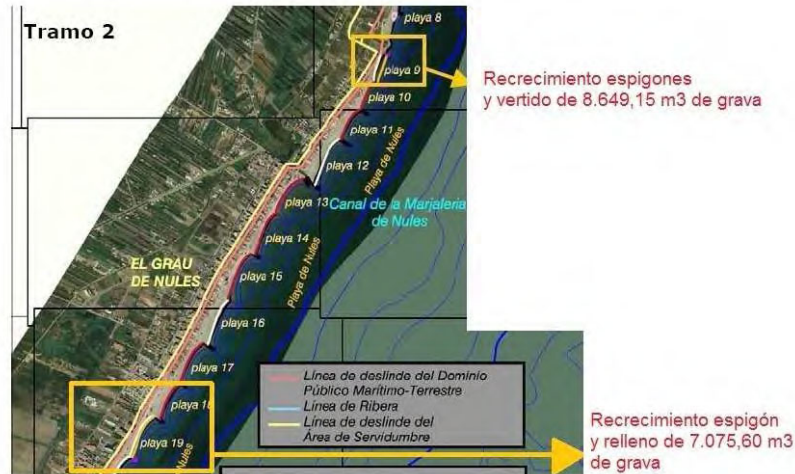 Tramo 2
playa 8
playa 9
playa 10
playa 11
playa 12
playa 13
playa 14
playa 15
playa 16
playa 17
playa 18
playa 19
Playa de Nules
Canal de la Marjaleria
de Nules
Playa de Nules
EL GRAU
DE NULES
Nules
Recrecimiento espigones
y vertido de 8.649,15 m3 de grava
Línea de deslinde del Dominio
Público Marítimo-Terrestre
Línea de Ribera
Línea de deslinde del
Área de Servidumbre
Recrecimiento espigón
y relleno de 7.075,60 m3
de grava